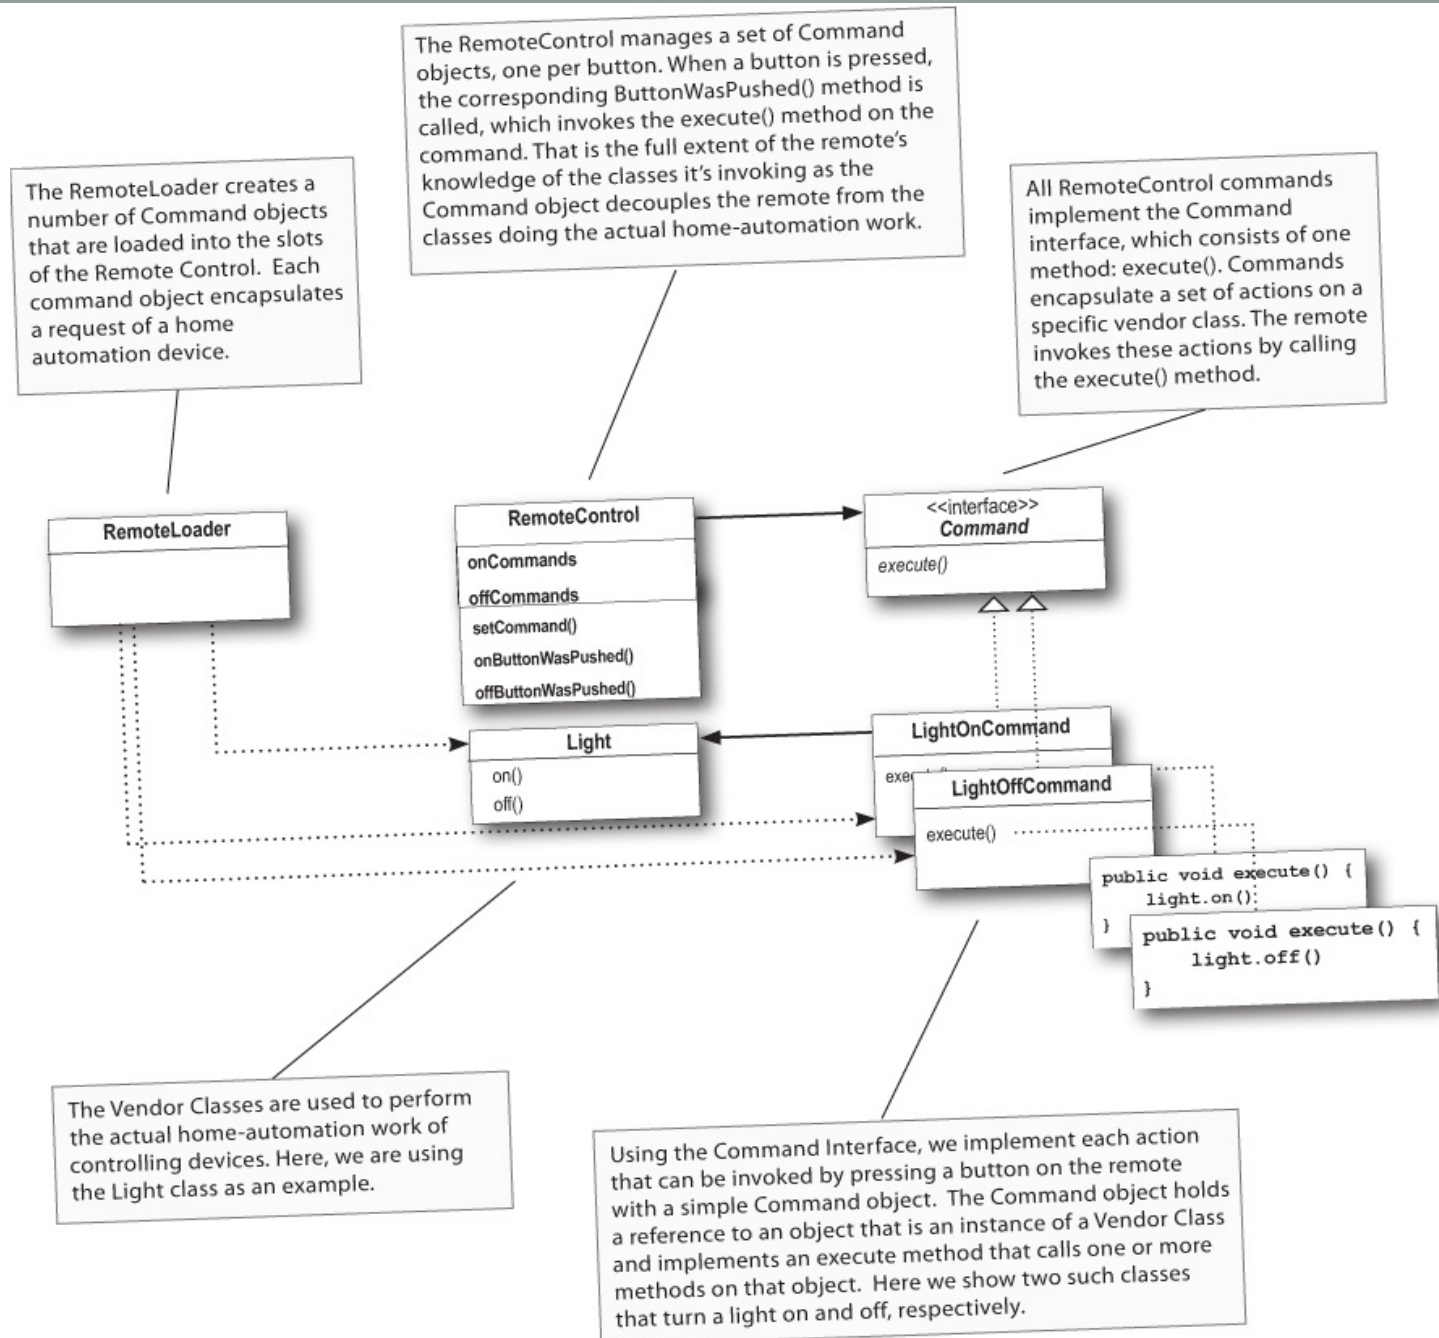 The RemoteControl manages a set of Command
objects, one per button. When a button is pressed,
the corresponding ButtonWasPushed() method is
called, which invokes the execute() method on the
command. That is the full extent of the remote's
knowledge of the classes it's invoking as the
Command object decouples the remote from the
classes doing the actual home-automation work.
The RemoteLoader creates a
number of Command objects
that are loaded into the slots
of the Remote Control. Each
command object encapsulates
a request of a home
automation device.
All RemoteControl commands
implement the Command
interface, which consists of one
method: execute(). Commands
encapsulate a set of actions on a
specific vendor class. The remote
invokes these actions by calling
the execute() method.
RemoteLoader
RemoteControl
onCommands
offCommands
setCommand()
onButtonWasPushed()
offButtonWasPushed()
<<interface>>
Command
execute()
Light
on()
off()
LightOnCommand
LightOffCommand
execute()
public void execute() {
light.on();
}
public void execute() {
light.off()
}
The Vendor Classes are used to perform
the actual home-automation work of
controlling devices. Here, we are using
the Light class as an example.
Using the Command Interface, we implement each action
that can be invoked by pressing a button on the remote
with a simple Command object. The Command object holds
a reference to an object that is an instance of a Vendor Class
and implements an execute method that calls one or more
methods on that object. Here we show two such classes
that turn a light on and off, respectively.